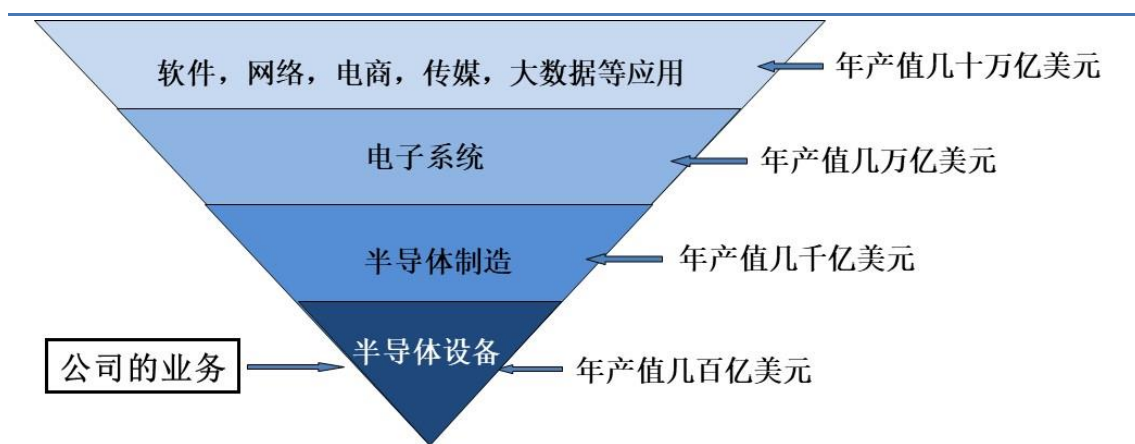 软件，网络，电商，传媒，大数据等应用
年产值几十万亿美元
电子系统
年产值几万亿美元
半导体制造
年产值几千亿美元
半导体设备
公司的业务
年产值几百亿美元